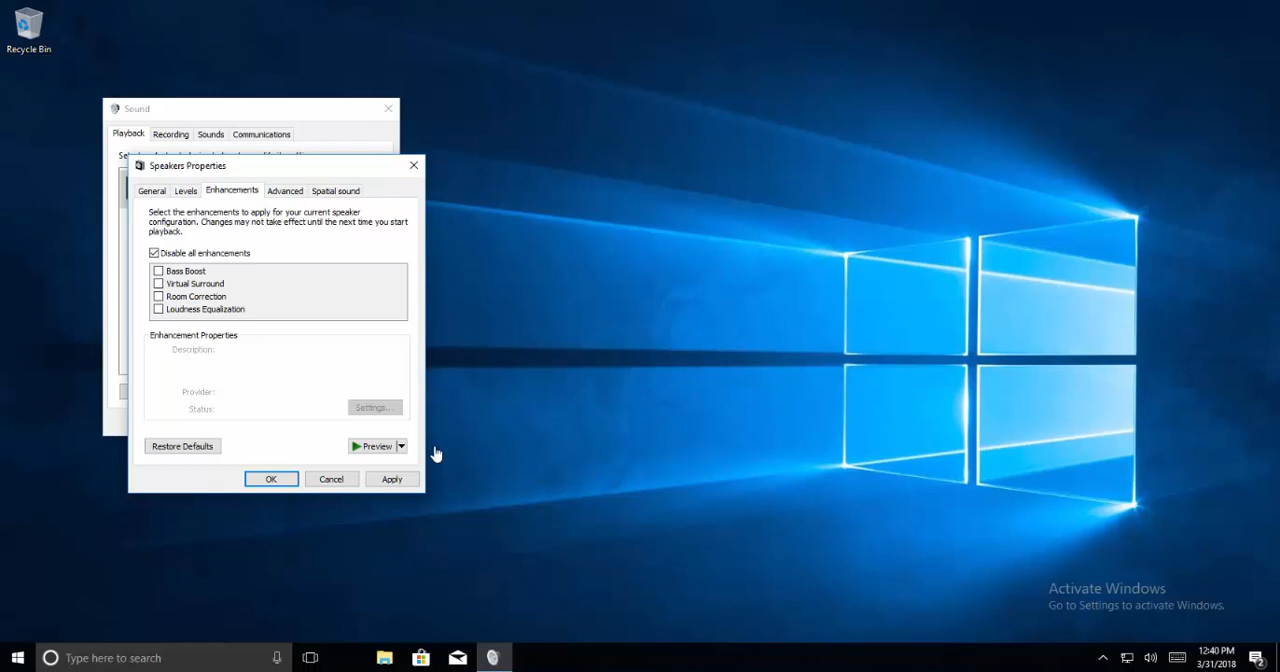 Recycle Bin
Sound
Playback Recording Sounds Communications
Speakers Properties
General Levels Enhancements Advanced Spatial sound
Select the enhancements to apply for your current speaker
configuration. Changes may not take effect until the next time you start
playback.
Disable all enhancements
Bass Boost
Virtual Surround
Room Correction
Loudness Equalization
Enhancement Properties
Description:
Provider:
Status:
Settings...
Restore Defaults
Preview
OK Cancel Apply
Activate Windows
Go to Settings to activate Windows.
Type here to search
12:40 PM
3/31/2018
2